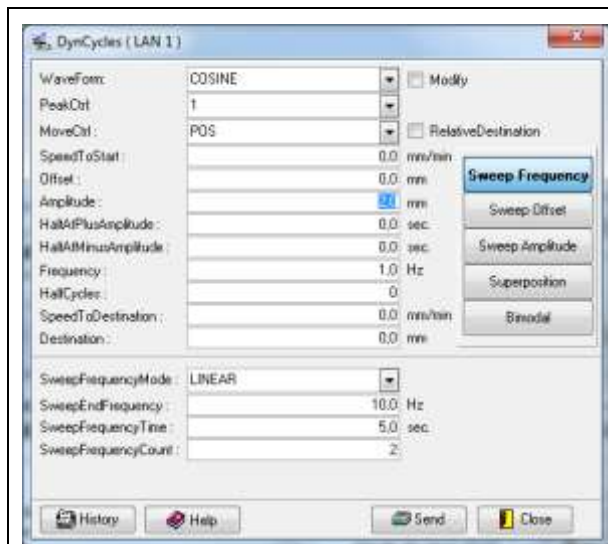 DynCycles ( LAN 1 )
WaveForm: COSINE Modify
PeakCtrl 1
MoveCtrl : POS RelativeDestination
SpeedToStart : 0,0 mm/min
Offset : 0,0 mm
Amplitude : 2,0 mm
HaltAtPlusAmplitude : 0,0 sec.
HaltAtMinusAmplitude : 0,0 sec.
Frequency : 1,0 Hz
HalfCycles : 0
SpeedToDestination : 0,0 mm/min
Destination : 0,0 mm
Sweep Frequency
Sweep Offset
Sweep Amplitude
Superposition
Bimodal
SweepFrequencyMode : LINEAR
SweepEndFrequency : 10,0 Hz
SweepFrequencyTime : 5,0 sec.
SweepFrequencyCount : 2
History Help Send Close